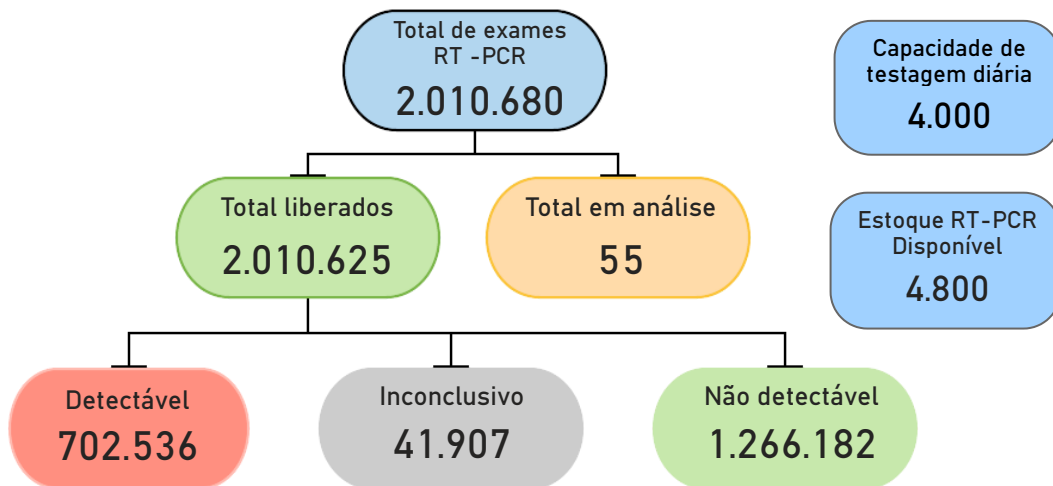 Total de exames
RT -PCR
2.010.680
Capacidade de
testagem diária
4.000
Total liberados
2.010.625
Total em análise
55
Estoque RT-PCR
Disponível
4.800
Detectável
702.536
Inconclusivo
41.907
Não detectável
1.266.182